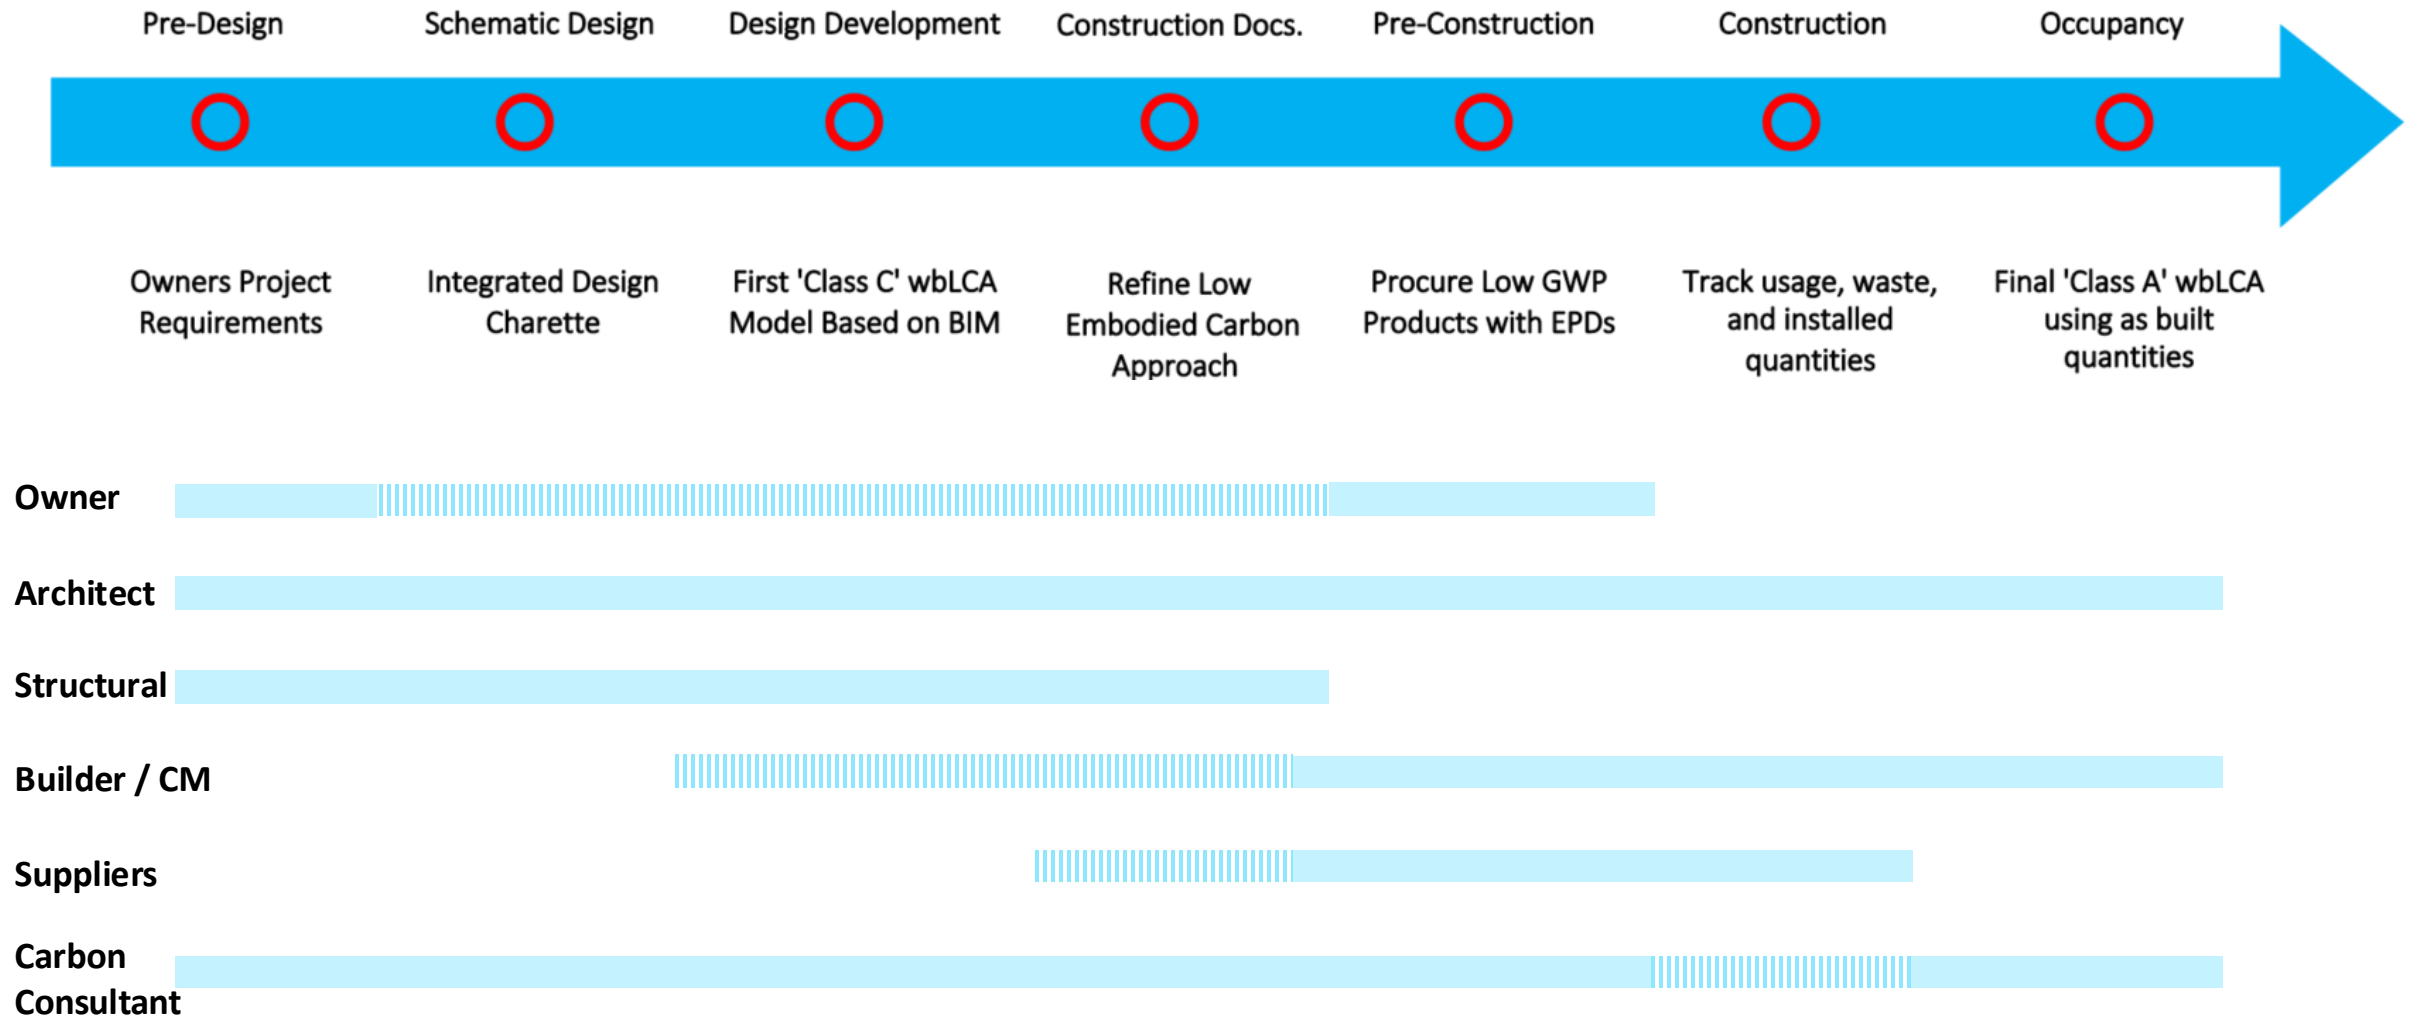 Pre-Design
Schematic Design
Design Development
Construction Docs.
Pre-Construction
Construction
Occupancy
Owners Project
Requirements
Integrated Design
Charette
First 'Class C' wbLCA
Model Based on BIM
Refine Low
Embodied Carbon
Approach
Procure Low GWP
Products with EPDs
Track usage, waste,
and installed
quantities
Final 'Class A' wbLCA
using as built
quantities
Owner
Architect
Structural
Builder / CM
Suppliers
Carbon
Consultant